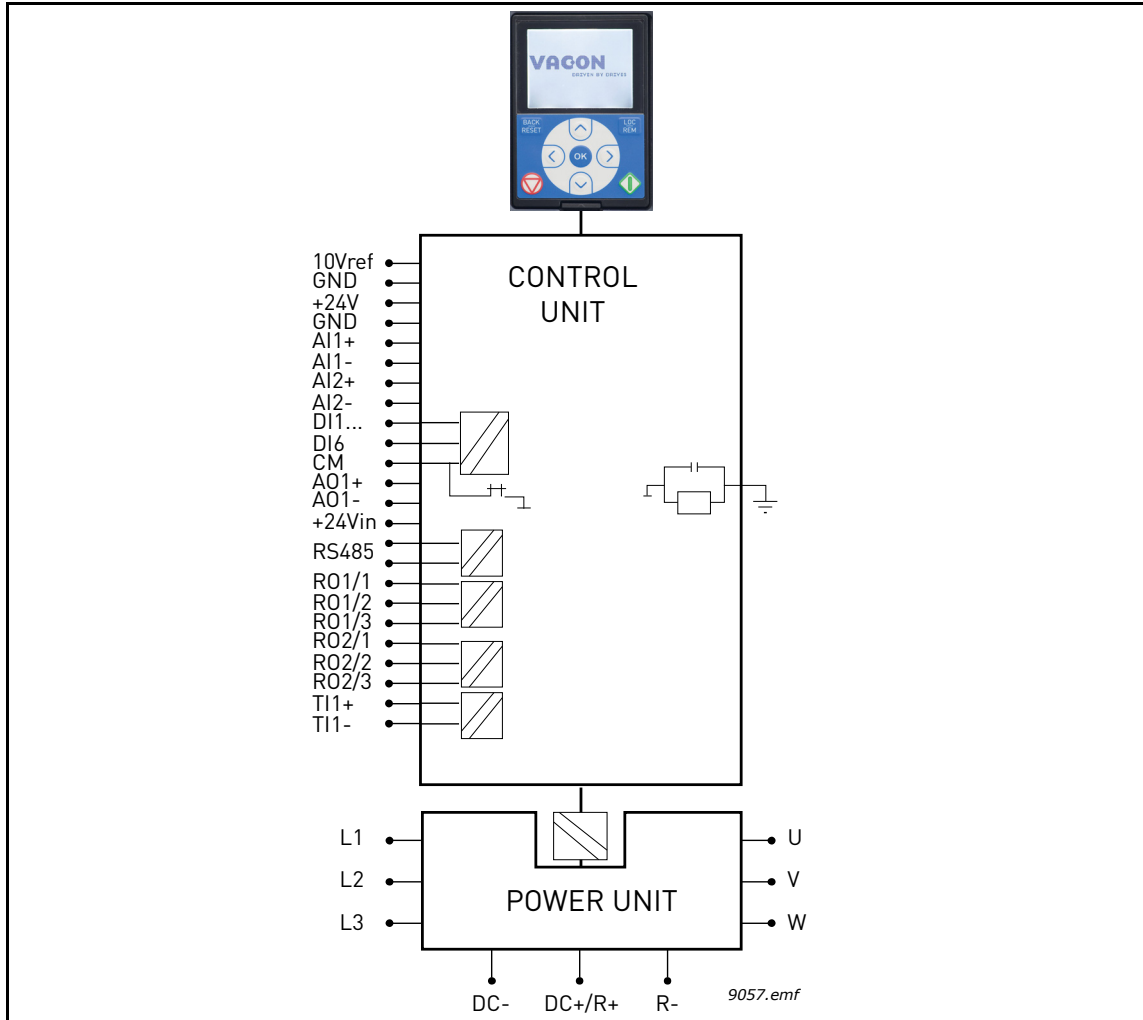 VACON
DRIVEN BY DRIVES
BACK
RESET
LOC
REM
OK
CONTROL
UNIT
10Vref
GND
+24V
GND
AI1+
AI1-
AI2+
AI2-
DI1...
DI6
CM
AO1+
AO1-
+24Vin
RS485
RO1/1
RO1/2
RO1/3
RO2/1
RO2/2
RO2/3
TI1+
TI1-
L1
L2
L3
POWER UNIT
U
V
W
DC-
DC+/R+
R-
9057.emf